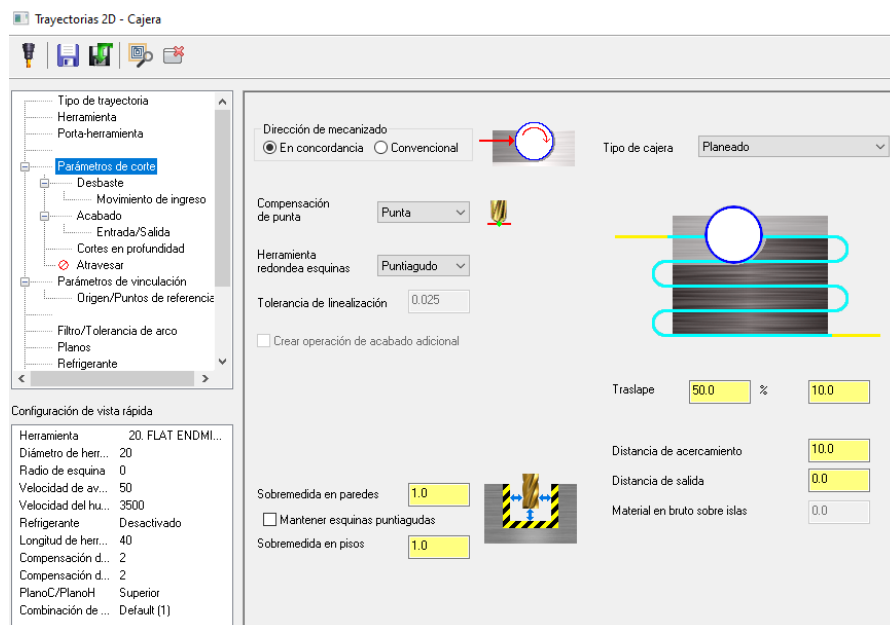 Trayectorias 2D - Cajera
Tipo de trayectoria
Herramienta
Porta-herramienta
Parámetros de corte
Desbaste
Movimiento de ingreso
Acabado
Entrada/Salida
Cortes en profundidad
Atravesar
Parámetros de vinculación
Origen/Puntos de referencia
Filtro/Tolerancia de arco
Planos
Refrigerante
Configuración de vista rápida
Herramienta 20. FLAT ENDMI...
Diámetro de herr... 20
Radio de esquina 0
Velocidad de av... 50
Velocidad del hu... 3500
Refrigerante Desactivado
Longitud de herr... 40
Compensación d... 2
Compensación d... 2
PlanoC/PlanoH Superior
Combinación de ... Default (1)
Dirección de mecanizado
En concordancia Convencional
Compensación
de punta Punta
Herramienta
redondea esquinas Puntiagudo
Tolerancia de linealización 0.025
Crear operación de acabado adicional
Sobremedida en paredes 1.0
Mantener esquinas puntiagudas
Sobremedida en pisos 1.0
Tipo de cajera Planeado
Traslape 50.0 % 10.0
Distancia de acercamiento 10.0
Distancia de salida 0.0
Material en bruto sobre islas 0.0